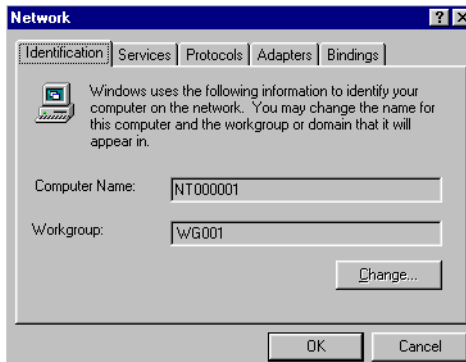 Network
Identification Services Protocols Adapters Bindings
Windows uses the following information to identify your
computer on the network. You may change the name for
this computer and the workgroup or domain that it will
appear in.
Computer Name: NT000001
Workgroup: WG001
Change...
OK Cancel